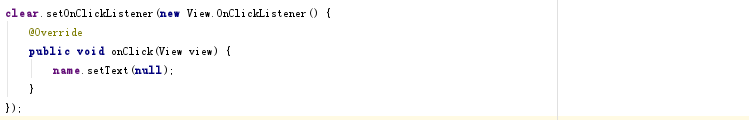 clear.setOnClickListener(new View.OnClickListener() {
    @Override
    public void onClick(View view) {
        name.setText(null);
    }
});